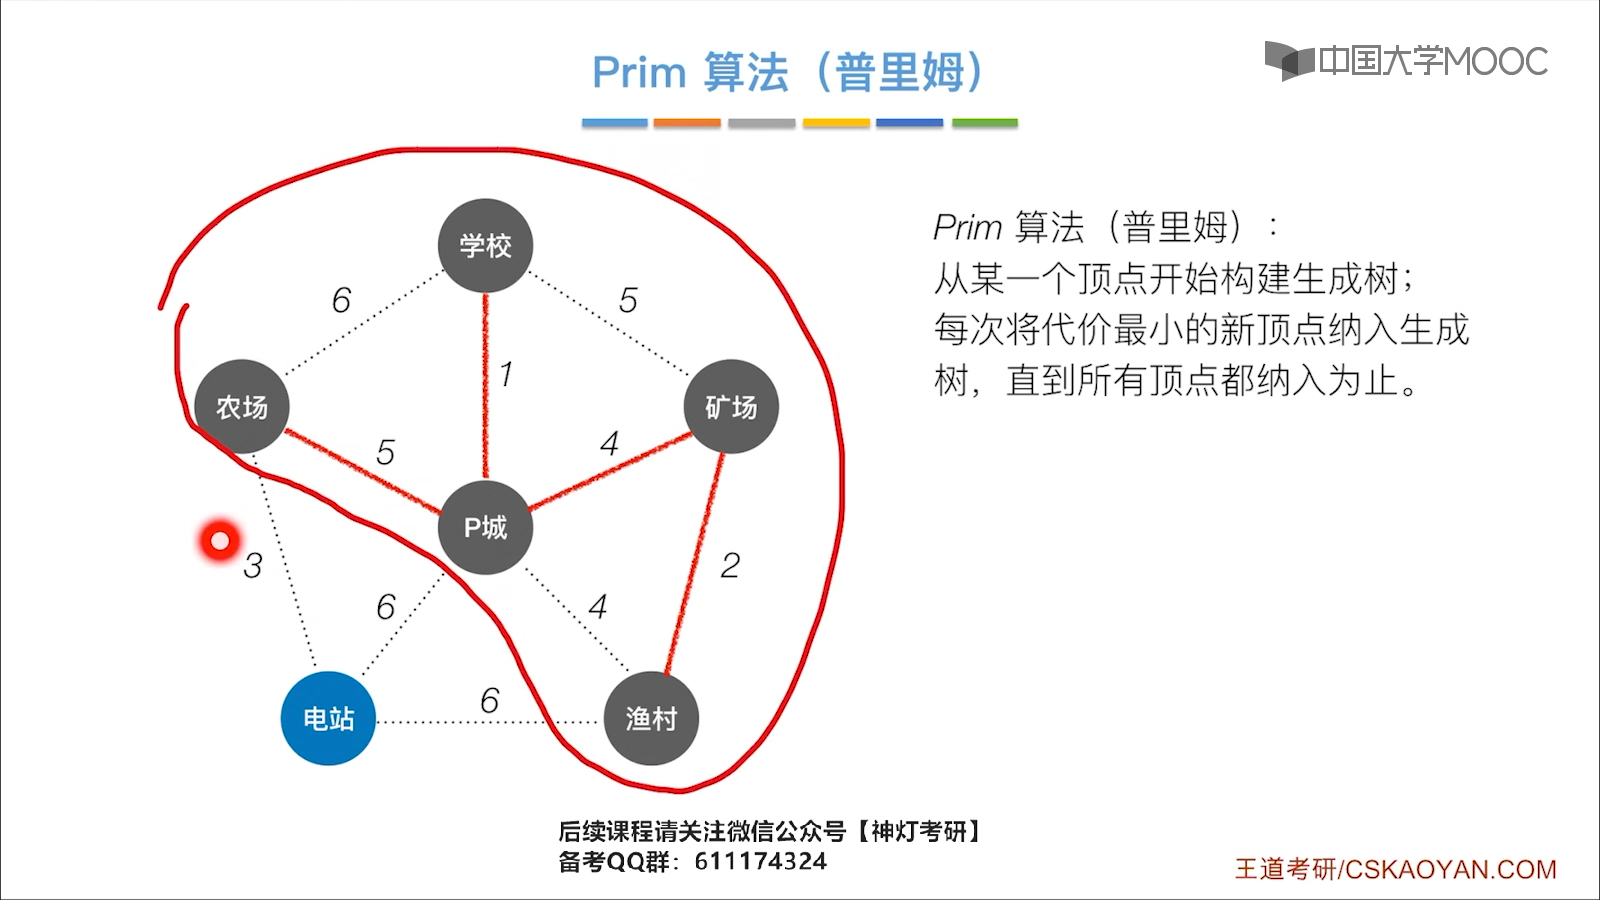 Prim 算法（普里姆）
中国大学MOOC
Prim 算法（普里姆）：
从某一个顶点开始构建生成树；
每次将代价最小的新顶点纳入生成
树，直到所有顶点都纳入为止。
学校
6
5
1
农场
矿场
5
4
P城
3
2
6
4
电站
6
渔村
后续课程请关注微信公众号【神灯考研】
备考QQ群：611174324
王道考研/CSKAOYAN.COM